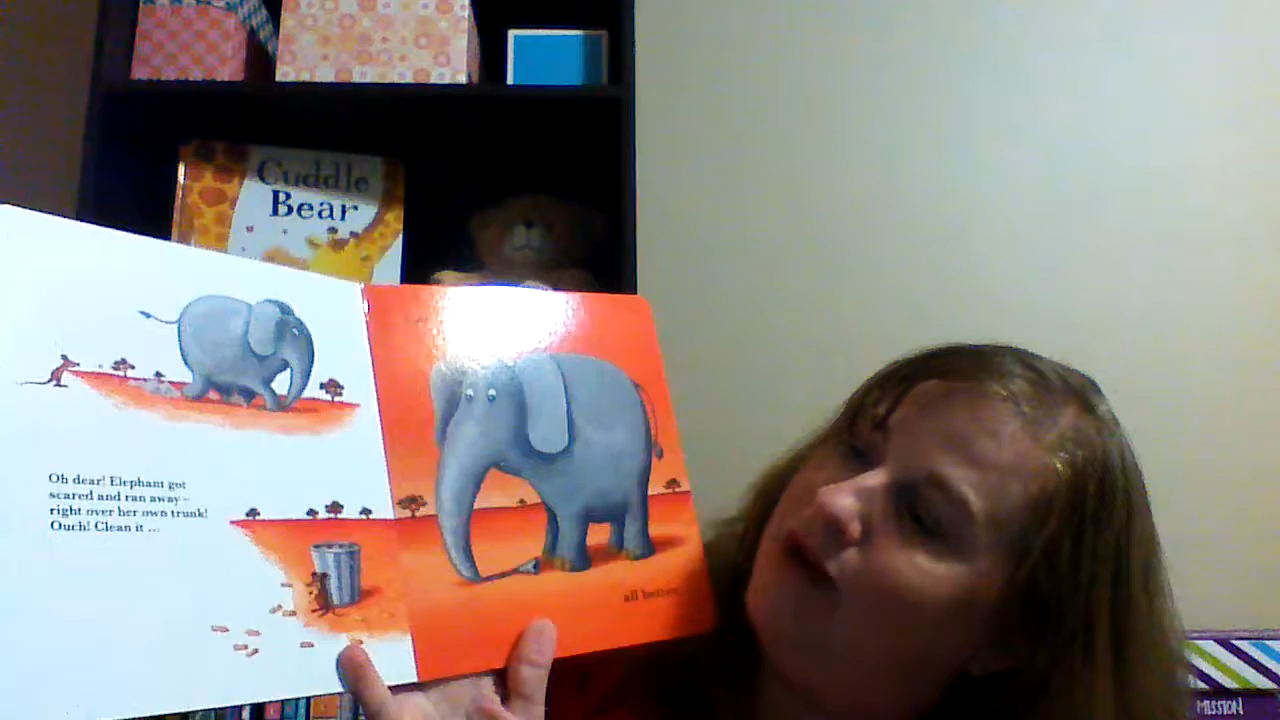 Cuddle
Bear
Oh dear! Elephant got
scared and ran away –
right over her own trunk!
Ouch! Clean it ...
all better.
MISSION